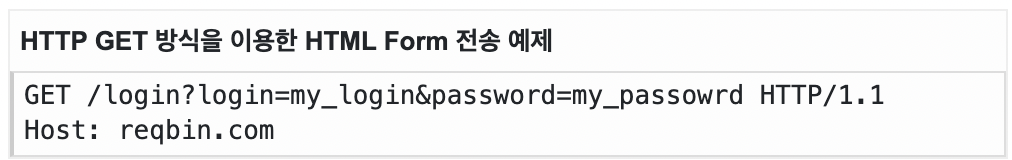 HTTP GET 방식을 이용한 HTML Form 전송 예제
GET /login?login=my_login&password=my_passowrd HTTP/1.1
Host: reqbin.com